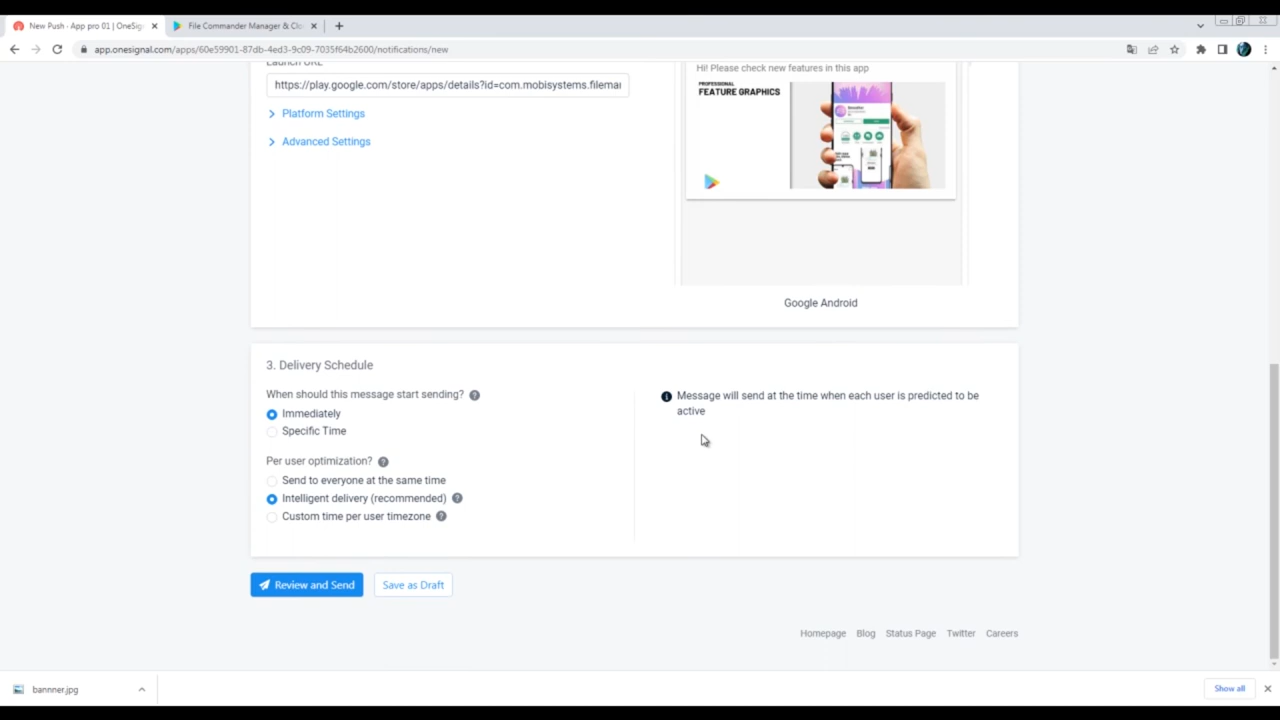 New Push - App pro 01 | OneSig
File Commander Manager & Clo
app.onesignal.com/apps/60e59901-87db-4ed3-9c09-7035f64b2600/notifications/new
Launch URL
https://play.google.com/store/apps/details?id=com.mobisystems.filemar
Platform Settings
Advanced Settings
Hi! Please check new features in this app
PROFESSIONAL
FEATURE GRAPHICS
Google Android
3. Delivery Schedule
When should this message start sending?
Immediately
Specific Time
Per user optimization?
Send to everyone at the same time
Intelligent delivery (recommended)
Custom time per user timezone
Message will send at the time when each user is predicted to be
active
Review and Send
Save as Draft
Homepage Blog Status Page Twitter Careers
bannner.jpg
Show all